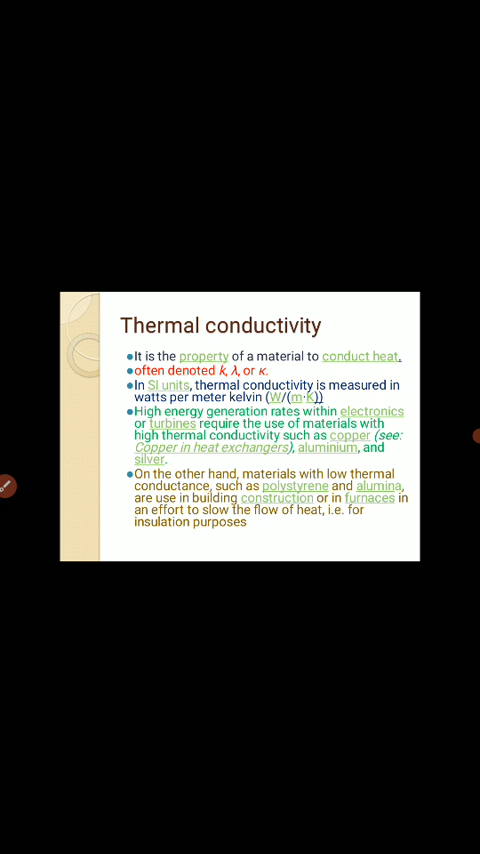 Thermal conductivity
•It is the property of a material to conduct heat.
•often denoted k, λ, or κ.
•In SI units, thermal conductivity is measured in
watts per meter kelvin (W/(m·K))
•High energy generation rates within electronics
or turbines require the use of materials with
high thermal conductivity such as copper (see:
Copper in heat exchangers), aluminium, and
silver.
•On the other hand, materials with low thermal
conductance, such as polystyrene and alumina,
are use in building construction or in furnaces in
an effort to slow the flow of heat, i.e. for
insulation purposes